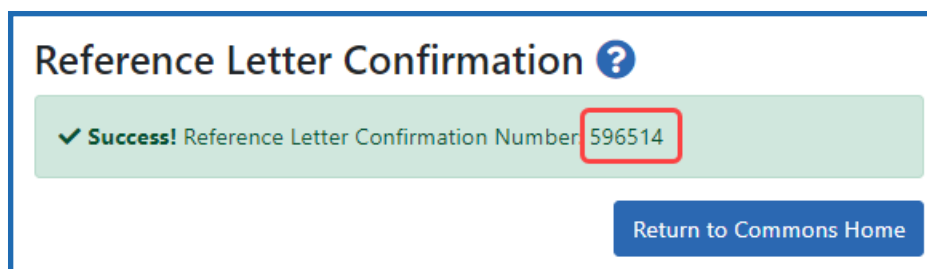 Reference Letter Confirmation ?
✓ Success! Reference Letter Confirmation Number: 596514
Return to Commons Home